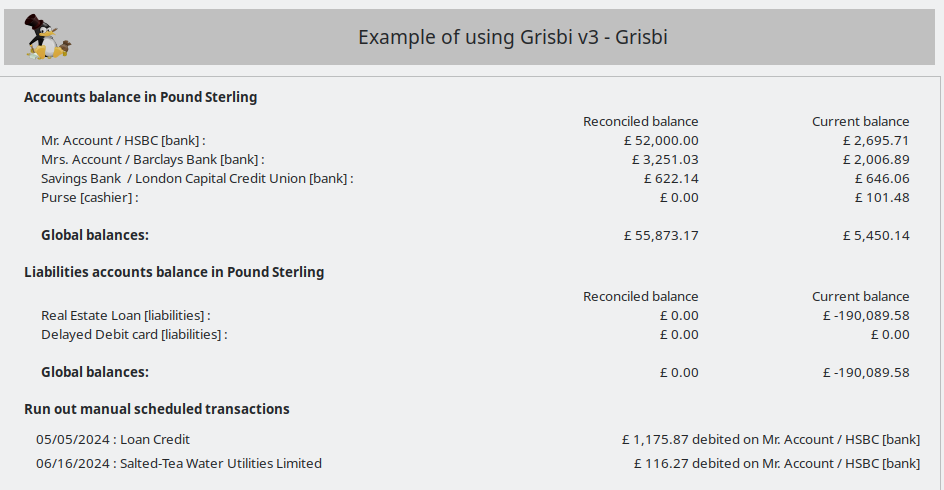 Example of using Grisbi v3 - Grisbi
Accounts balance in Pound Sterling
Reconciled balance Current balance
Mr. Account / HSBC [bank] : £ 52,000.00 £ 2,695.71
Mrs. Account / Barclays Bank [bank] : £ 3,251.03 £ 2,006.89
Savings Bank / London Capital Credit Union [bank] : £ 622.14 £ 646.06
Purse [cashier] : £ 0.00 £ 101.48
Global balances: £ 55,873.17 £ 5,450.14
Liabilities accounts balance in Pound Sterling
Reconciled balance Current balance
Real Estate Loan [liabilities] : £ 0.00 £ -190,089.58
Delayed Debit card [liabilities] : £ 0.00 £ 0.00
Global balances: £ 0.00 £ -190,089.58
Run out manual scheduled transactions
05/05/2024 : Loan Credit £ 1,175.87 debited on Mr. Account / HSBC [bank]
06/16/2024 : Salted-Tea Water Utilities Limited £ 116.27 debited on Mr. Account / HSBC [bank]